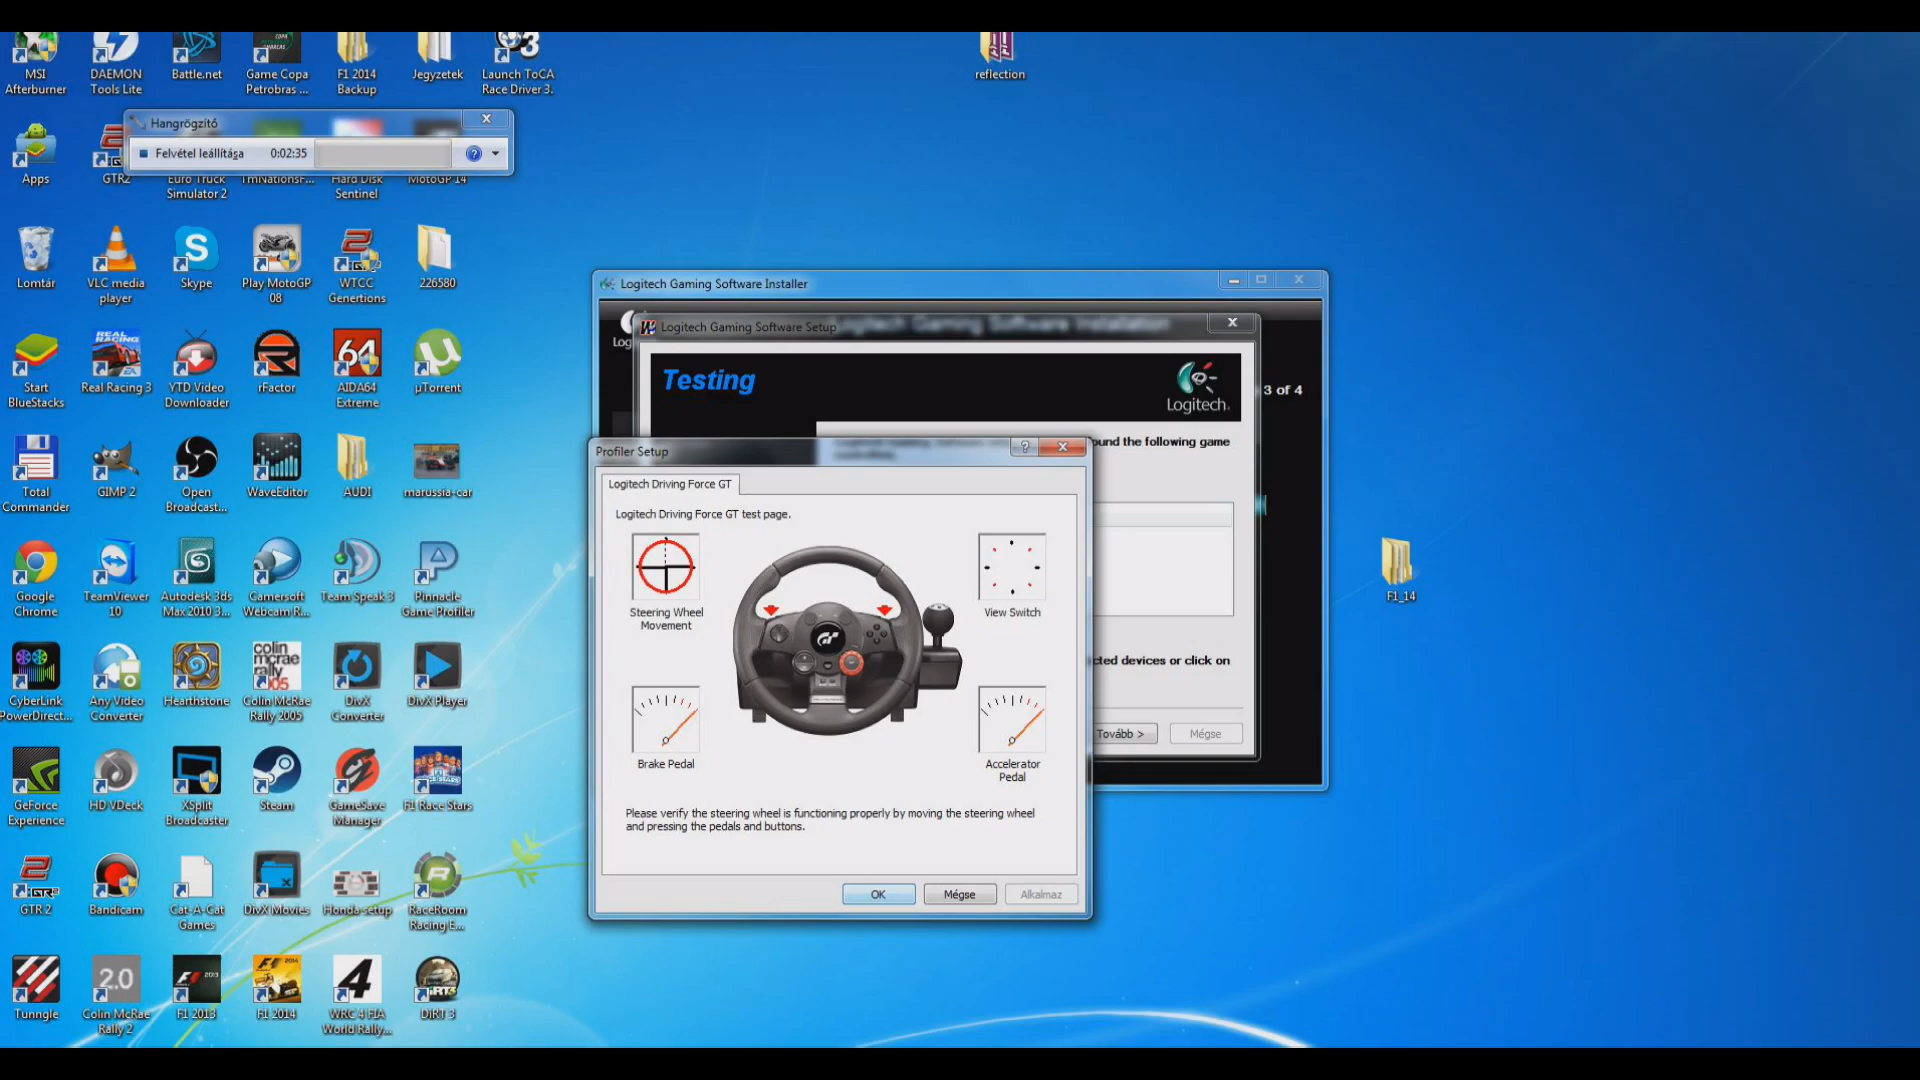 MSI
Afterburner
DAEMON
Tools Lite
Battle.net
Game Copa
Petrobras ...
F1 2014
Backup
Jegyzetek
Launch ToCA
Race Driver 3.
reflection
Hangrögzítő
Felvétel leállítása
0:02:35
Apps
GTR2
Euro Truck
Simulator 2
TmNationsF...
Hard Disk
Sentinel
MotoGP 14
Lomtár
VLC media
player
Skype
Play MotoGP
08
WTCC
Genertions
226580
Start
BlueStacks
Real Racing 3
YTD Video
Downloader
rFactor
AIDA64
Extreme
µTorrent
Total
Commander
GIMP 2
Open
Broadcast...
WaveEditor
AUDI
marussia-car
Google
Chrome
TeamViewer
10
Autodesk 3ds
Max 2010 3...
Camersoft
Webcam R...
TeamSpeak 3
Pinnacle
Game Profiler
CyberLink
PowerDirect...
Any Video
Converter
Hearthstone
Colin McRae
Rally 2005
DivX
Converter
DivX Player
GeForce
Experience
HD VDeck
XSplit
Broadcaster
Steam
GameSave
Manager
F1 Race Stars
GTR 2
Bandicam
Cat-A-Cat
Games
DivX Movies
Honda setup
RaceRoom
Racing E...
Tunngle
2.0
Colin McRae
Rally 2
F1 2013
F1 2014
WRC 4 FIA
World Rally...
DiRT 3
F1_14
Logitech Gaming Software Installer
Logitech Gaming Software Installation
Logitech Gaming Software Setup
3 of 4
Testing
Logitech
ound the following game
cted devices or click on
Tovább >
Mégse
Profiler Setup
Logitech Driving Force GT
Logitech Driving Force GT test page.
Steering Wheel
Movement
View Switch
Brake Pedal
Accelerator
Pedal
Please verify the steering wheel is functioning properly by moving the steering wheel
and pressing the pedals and buttons.
OK
Mégse
Alkalmaz